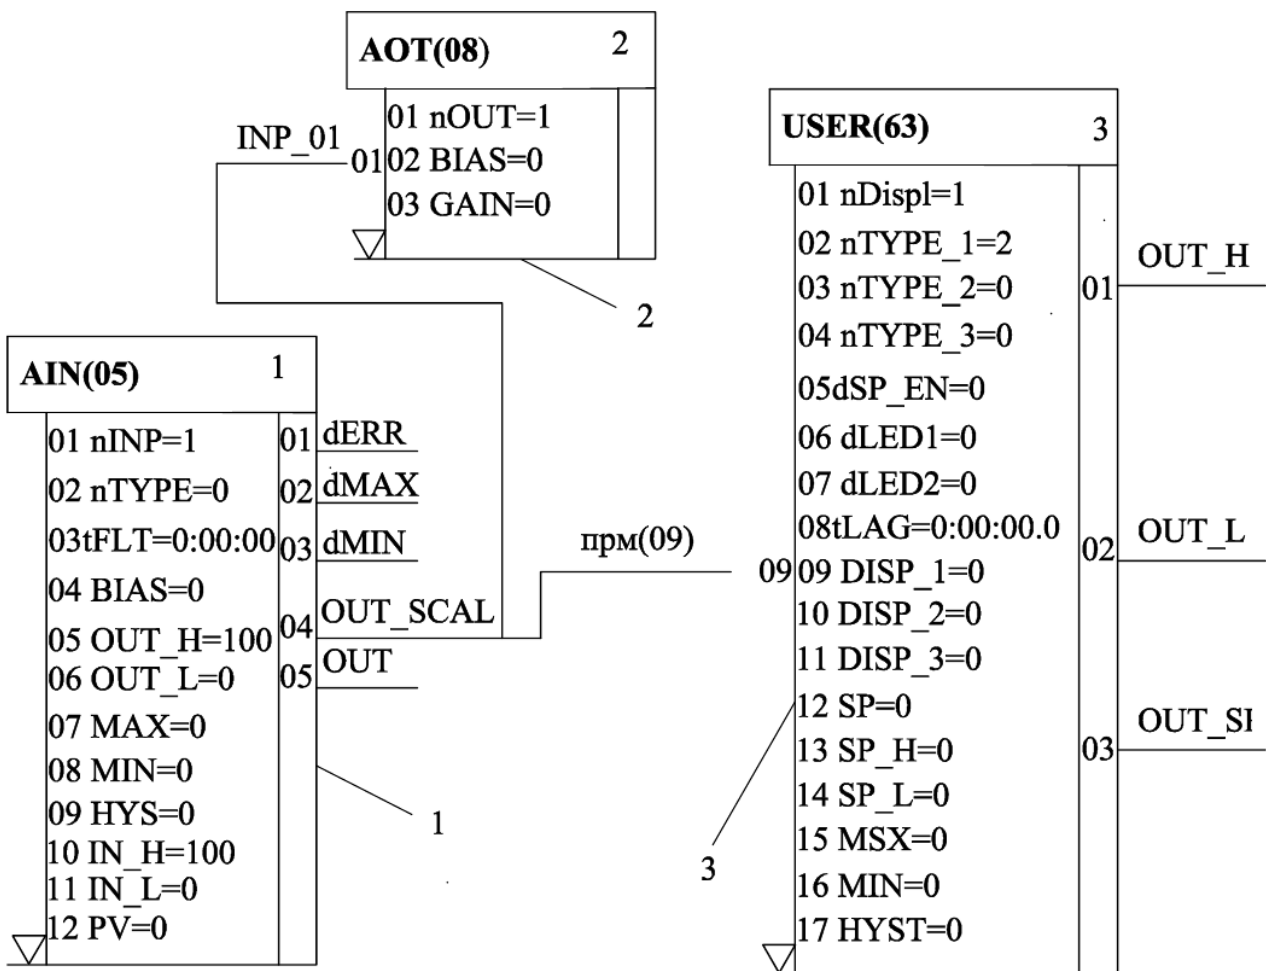 AOT(08) 2
01 nOUT=1
INP_01
01 02 BIAS=0
03 GAIN=0
2
AIN(05) 1
01 nINP=1
02 nTYPE=0
03tFLT=0:00:00
04 BIAS=0
05 OUT_H=100
06 OUT_L=0
07 MAX=0
08 MIN=0
09 HYS=0
10 IN_H=100
11 IN_L=0
12 PV=0
01 dERR
02 dMAX
03 dMIN
04 OUT_SCAL
05 OUT
1
прм(09)
USER(63) 3
01 nDispl=1
02 nTYPE_1=2
03 nTYPE_2=0
04 nTYPE_3=0
05dSP_EN=0
06 dLED1=0
07 dLED2=0
08tLAG=0:00:00.0
09 09 DISP_1=0
10 DISP_2=0
11 DISP_3=0
12 SP=0
13 SP_H=0
14 SP_L=0
15 MSX=0
16 MIN=0
17 HYST=0
3
01 OUT_H
02 OUT_L
03